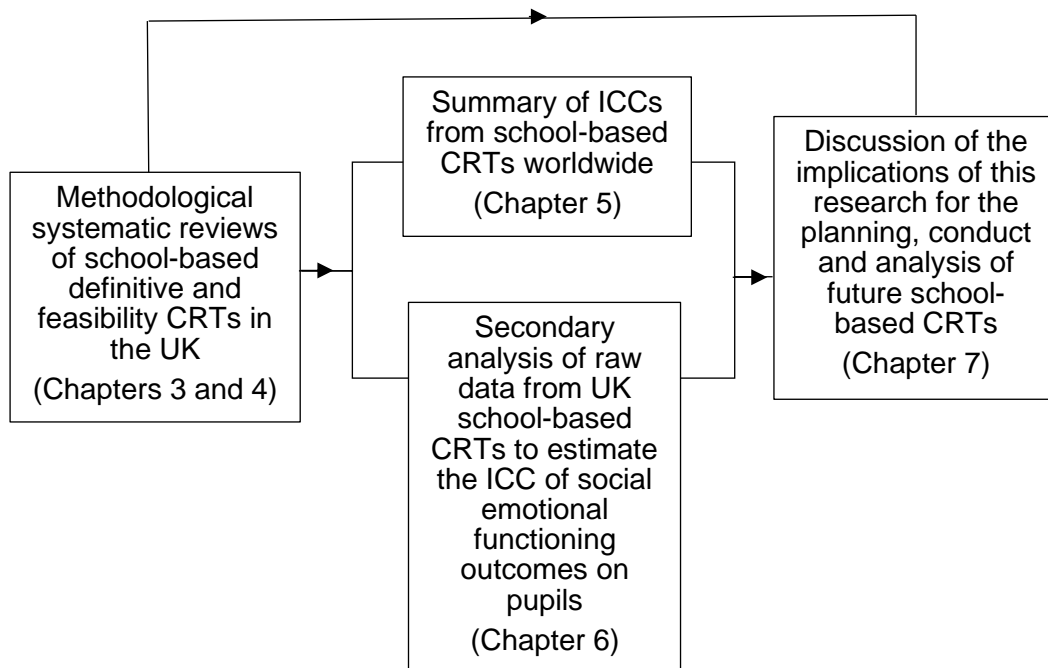 Methodological
systematic reviews
of school-based
definitive and
feasibility CRTs in
the UK
(Chapters 3 and 4)
Summary of ICCs
from school-based
CRTs worldwide
(Chapter 5)
Secondary
analysis of raw
data from UK
school-based
CRTs to estimate
the ICC of social
emotional
functioning
outcomes on
pupils
(Chapter 6)
Discussion of the
implications of this
research for the
planning, conduct
and analysis of
future school-
based CRTs
(Chapter 7)